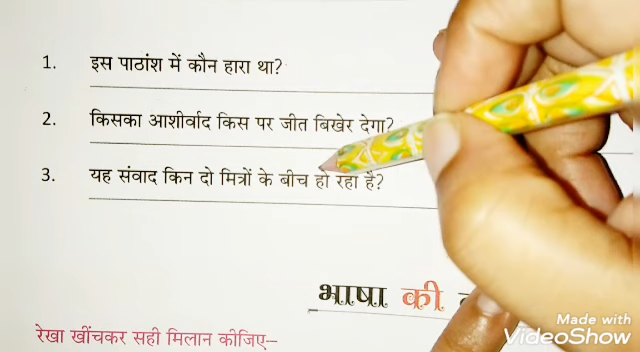 1. इस पाठांश में कौन हारा था?
2. किसका आशीर्वाद किस पर जीत बिखेर देगा?
3. यह संवाद किन दो मित्रों के बीच हो रहा है?
भाषा की
रेखा खींचकर सही मिलान कीजिए–
Made with
VideoShow